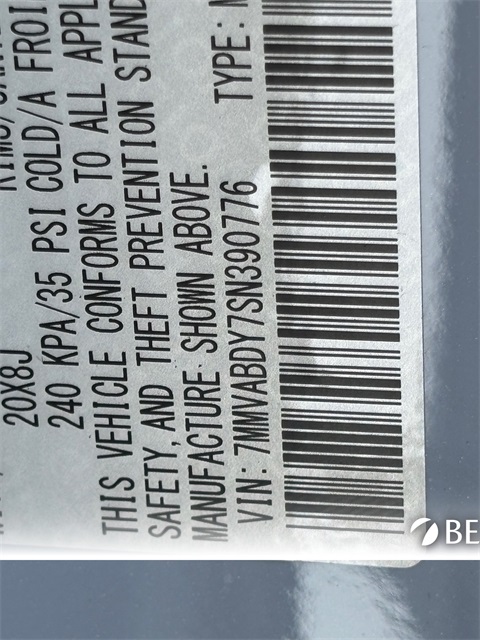 20X8J
240 KPA/35 PSI COLD/A FROI
THIS VEHICLE CONFORMS TO ALL APPL
SAFETY, AND THEFT PREVENTION STAND
MANUFACTURE SHOWN ABOVE.
VIN: 7MMVABDY7SN390776 TYPE:
BE